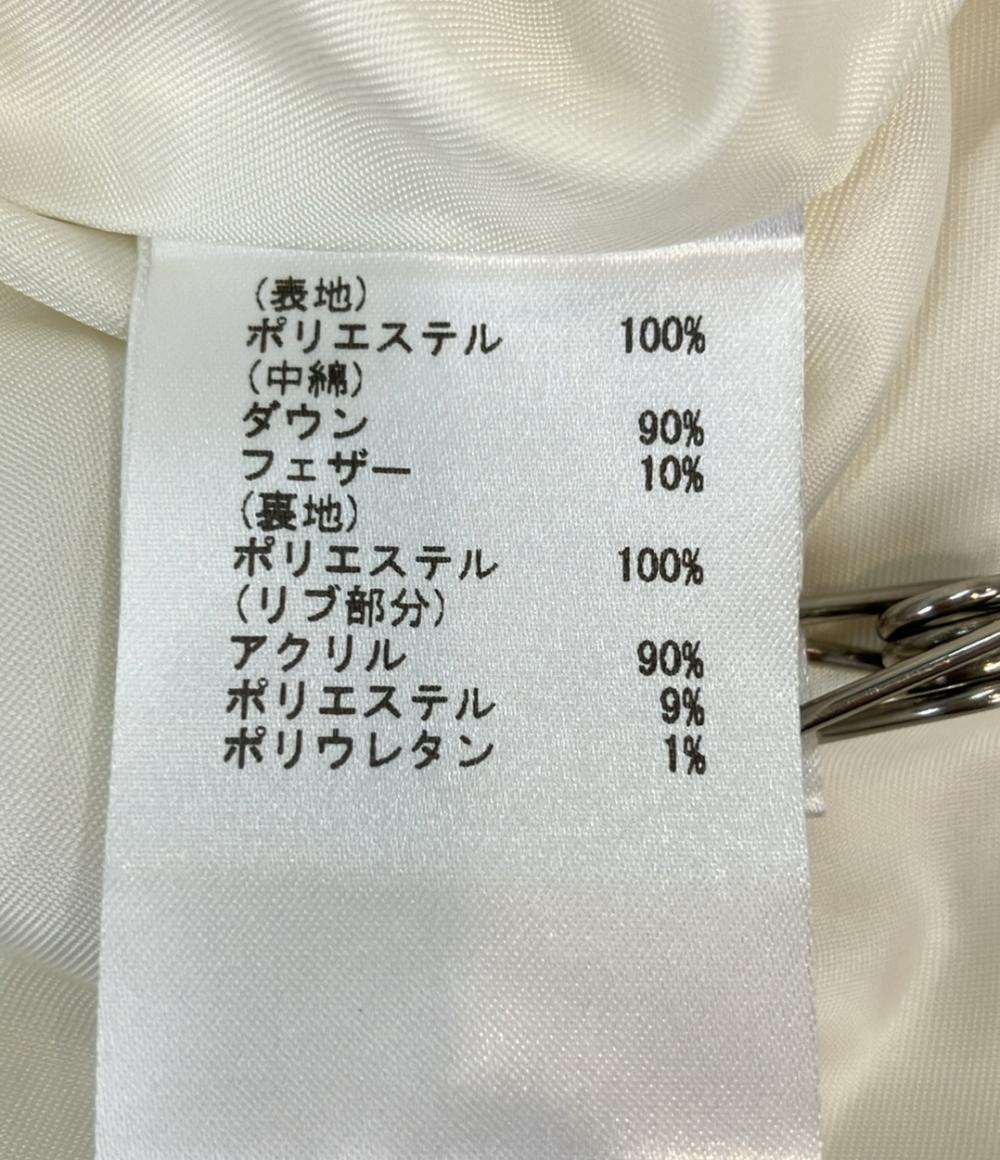 (表地)
ポリエステル 100%
(中綿)
ダウン 90%
フェザー 10%
(裏地)
ポリエステル 100%
(リブ部分)
アクリル 90%
ポリエステル 9%
ポリウレタン 1%